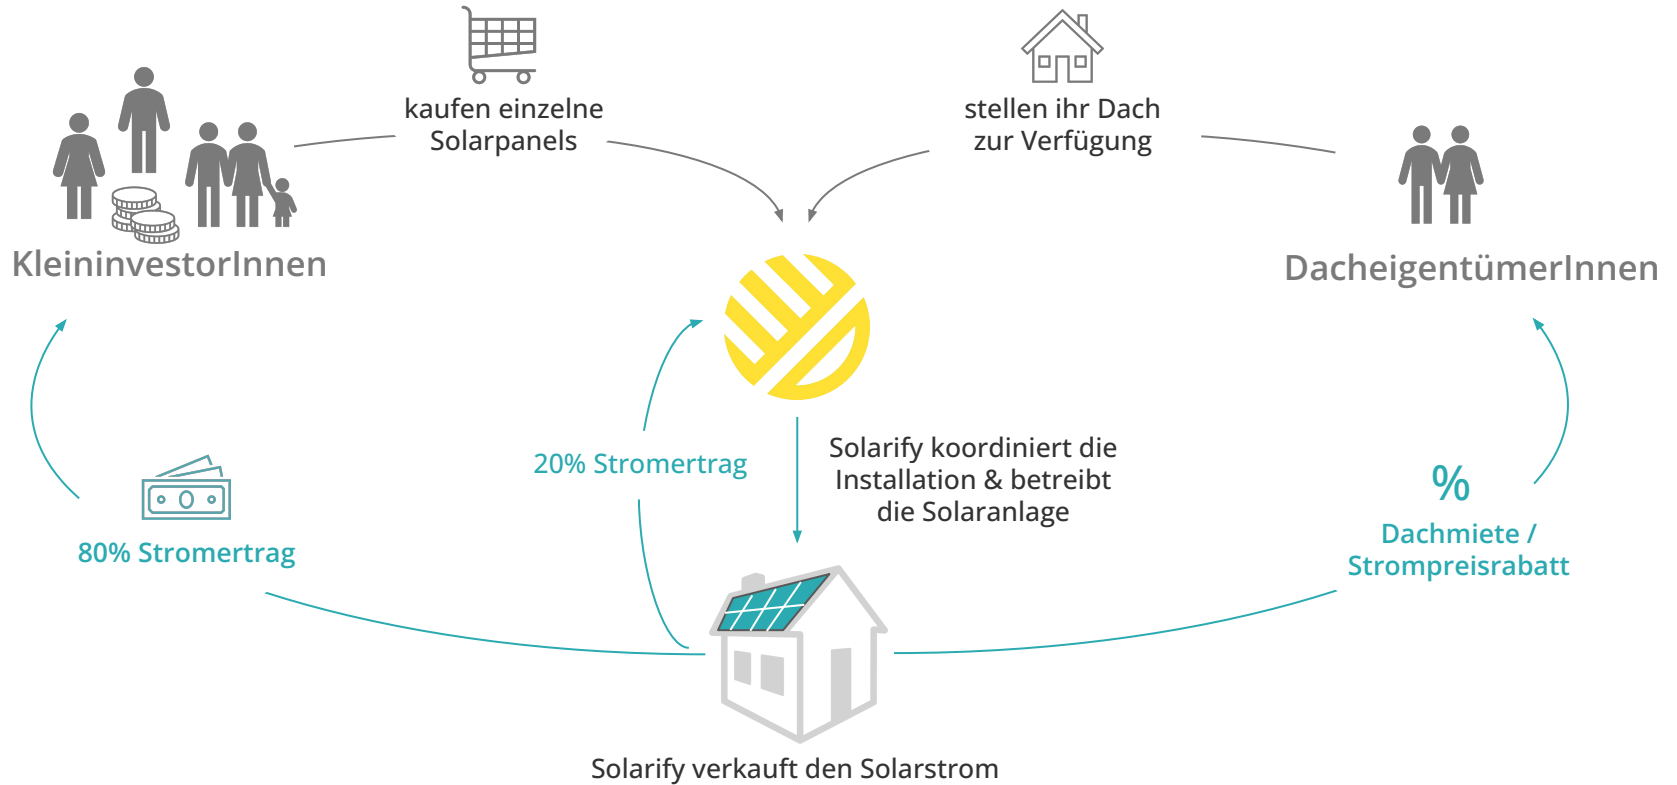 kaufen einzelne
Solarpanels
stellen ihr Dach
zur Verfügung
KleininvestorInnen
DacheigentümerInnen
20% Stromertrag
Solarify koordiniert die
Installation & betreibt
die Solaranlage
80% Stromertrag
%
Dachmiete /
Strompreisrabatt
Solarify verkauft den Solarstrom